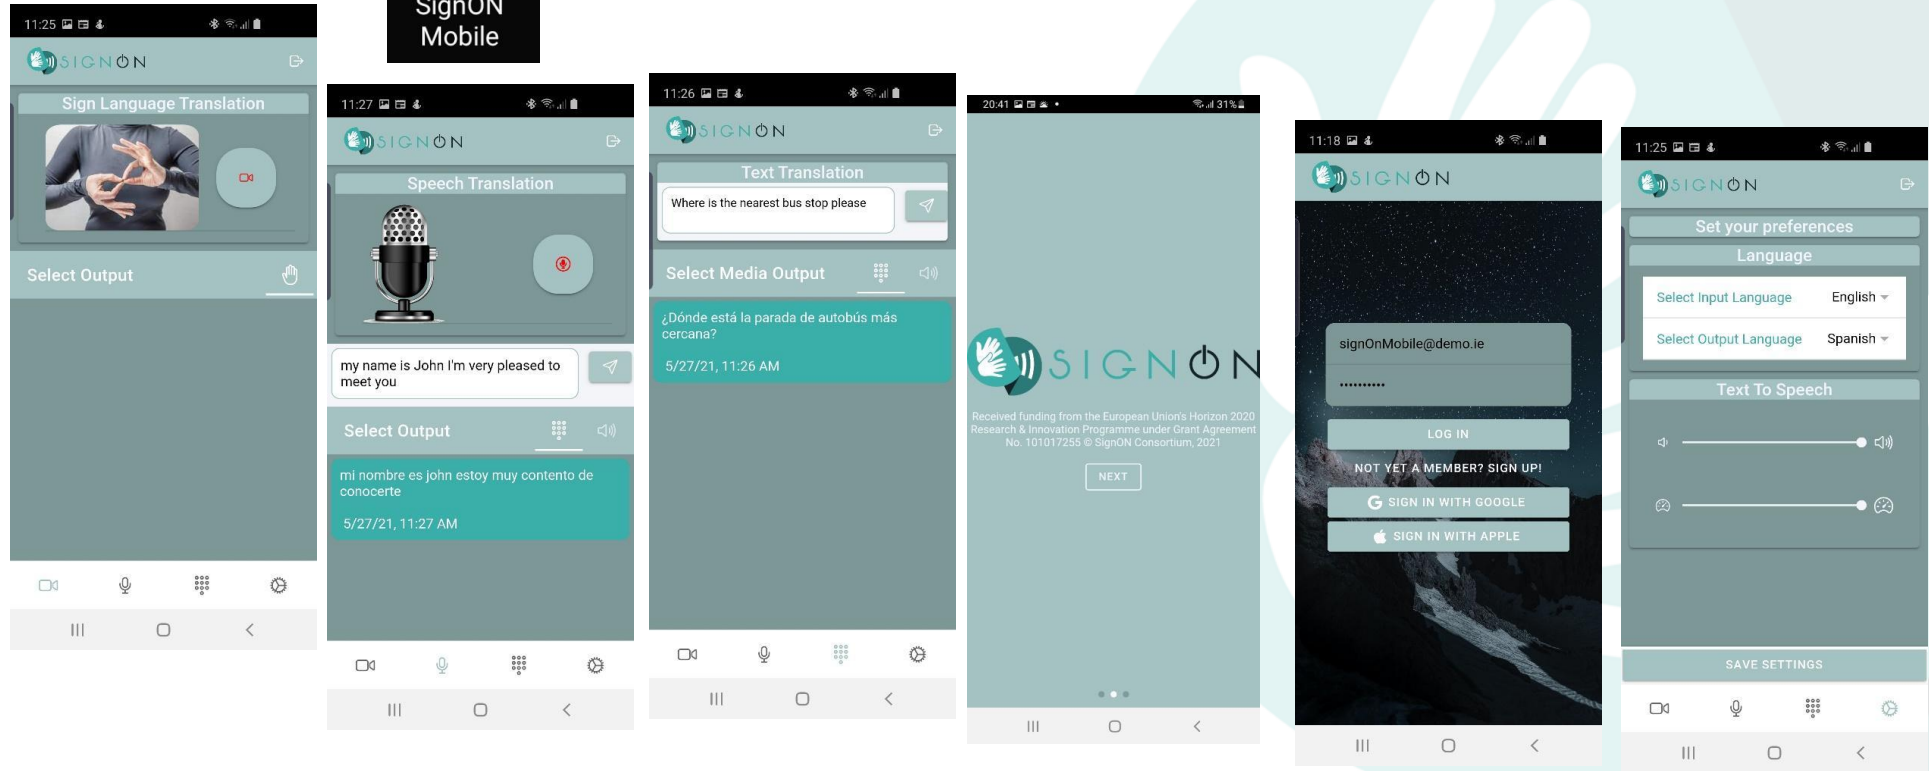 SignON
Mobile
11:25
SIGNON
Sign Language Translation
Select Output
11:27
SIGNON
Speech Translation
my name is John I'm very pleased to
meet you
Select Output
mi nombre es john estoy muy contento de
conocerte
5/27/21, 11:27 AM
11:26
SIGNON
Text Translation
Where is the nearest bus stop please
Select Media Output
¿Dónde está la parada de autobús más
cercana?
5/27/21, 11:26 AM
20:41
31%
SIGNON
Received funding from the European Union's Horizon 2020
Research & Innovation Programme under Grant Agreement
No. 101017255 © SignON Consortium, 2021
NEXT
11:18
SIGNON
signOnMobile@demo.ie
••••••••••
LOG IN
NOT YET A MEMBER? SIGN UP!
G SIGN IN WITH GOOGLE
SIGN IN WITH APPLE
11:25
SIGNON
Set your preferences
Language
Select Input Language English
Select Output Language Spanish
Text To Speech
SAVE SETTINGS